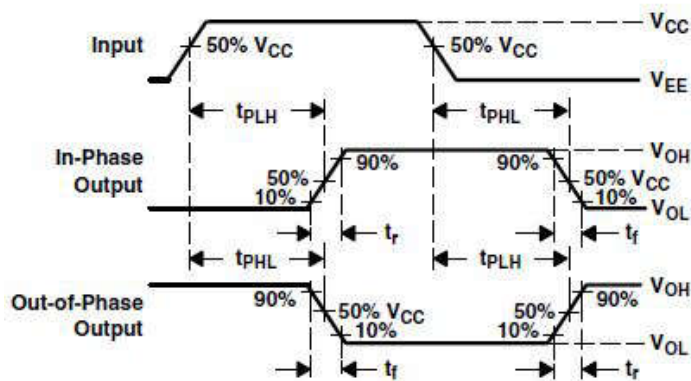 Input
50% VCC
50% VCC
VCC
VEE
tPLH
tPHL
In-Phase
Output
50%
10%
90%
90%
50% VCC
10%
VOH
VOL
tr
tf
tPHL
tPLH
Out-of-Phase
Output
90%
50% VCC
10%
50%
10%
90%
VOH
VOL
tf
tr